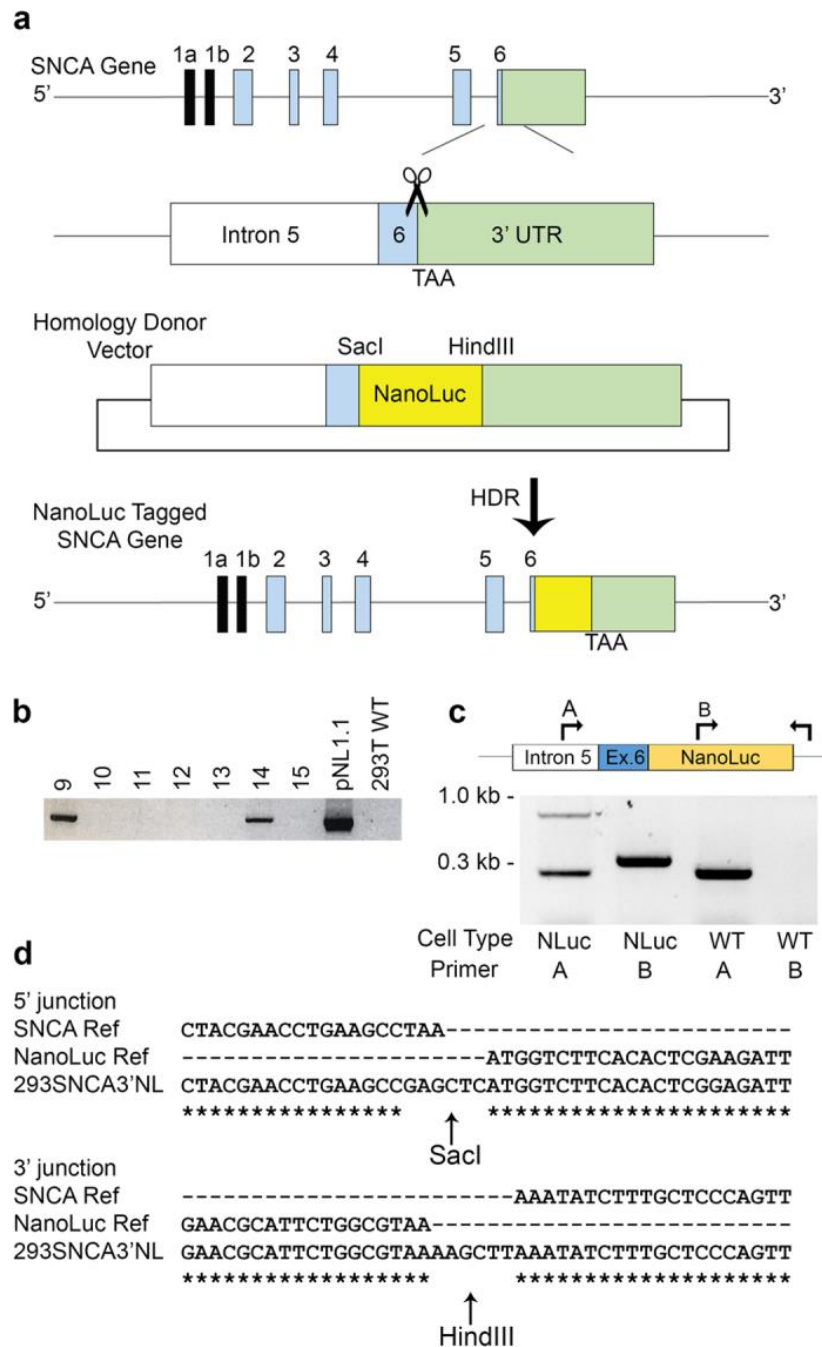 a
1a 1b 2 3 4 5 6
SNCA Gene
5’ 3’
Intron 5 6 3’ UTR
TAA
Homology Donor
Vector
SacI HindIII
NanoLuc
HDR
NanoLuc Tagged
SNCA Gene
1a 1b 2 3 4 5 6
5’ 3’
TAA
b
9 10 11 12 13 14 15 pNL1.1 293T WT
c
A B
Intron 5 Ex.6 NanoLuc
1.0 kb -
0.3 kb -
Cell Type NLuc NLuc WT WT
Primer A B A B
d
5’ junction
SNCA Ref CTACGAACCTGAAGCCTAA--------------------------
NanoLuc Ref ------------------------ATGGTCTTCACACTCGAAGATT
293SNCA3’NL CTACGAACCTGAAGCCGAGCTCATGGTCTTCACACTCGGAGATT
**************** **********************
SacI
3’ junction
SNCA Ref ------------------------AAATATCTTTGCTCCCAGTT
NanoLuc Ref GAACGCATTCTGGCGTAA--------------------------
293SNCA3’NL GAACGCATTCTGGCGTAAAAGCTTAAATATCTTTGCTCCCAGTT
****************** ********************
HindIII